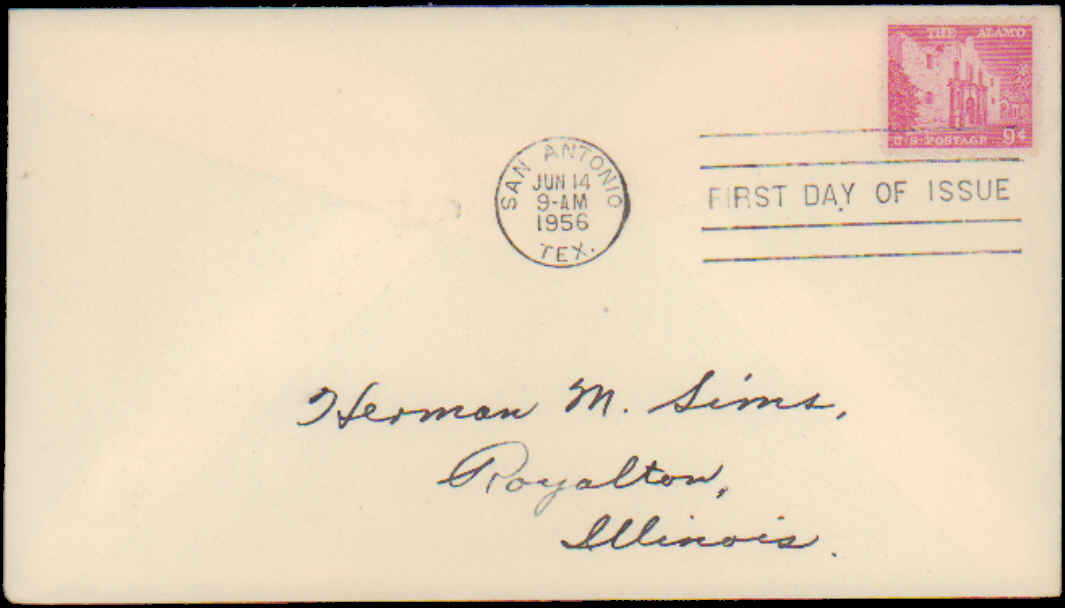 THE ALAMO
U.S. POSTAGE 9¢
SAN ANTONIO
JUN 14
9-AM
1956
TEX.
FIRST DAY OF ISSUE
Herman M. Sims,
Royalton,
Illinois.